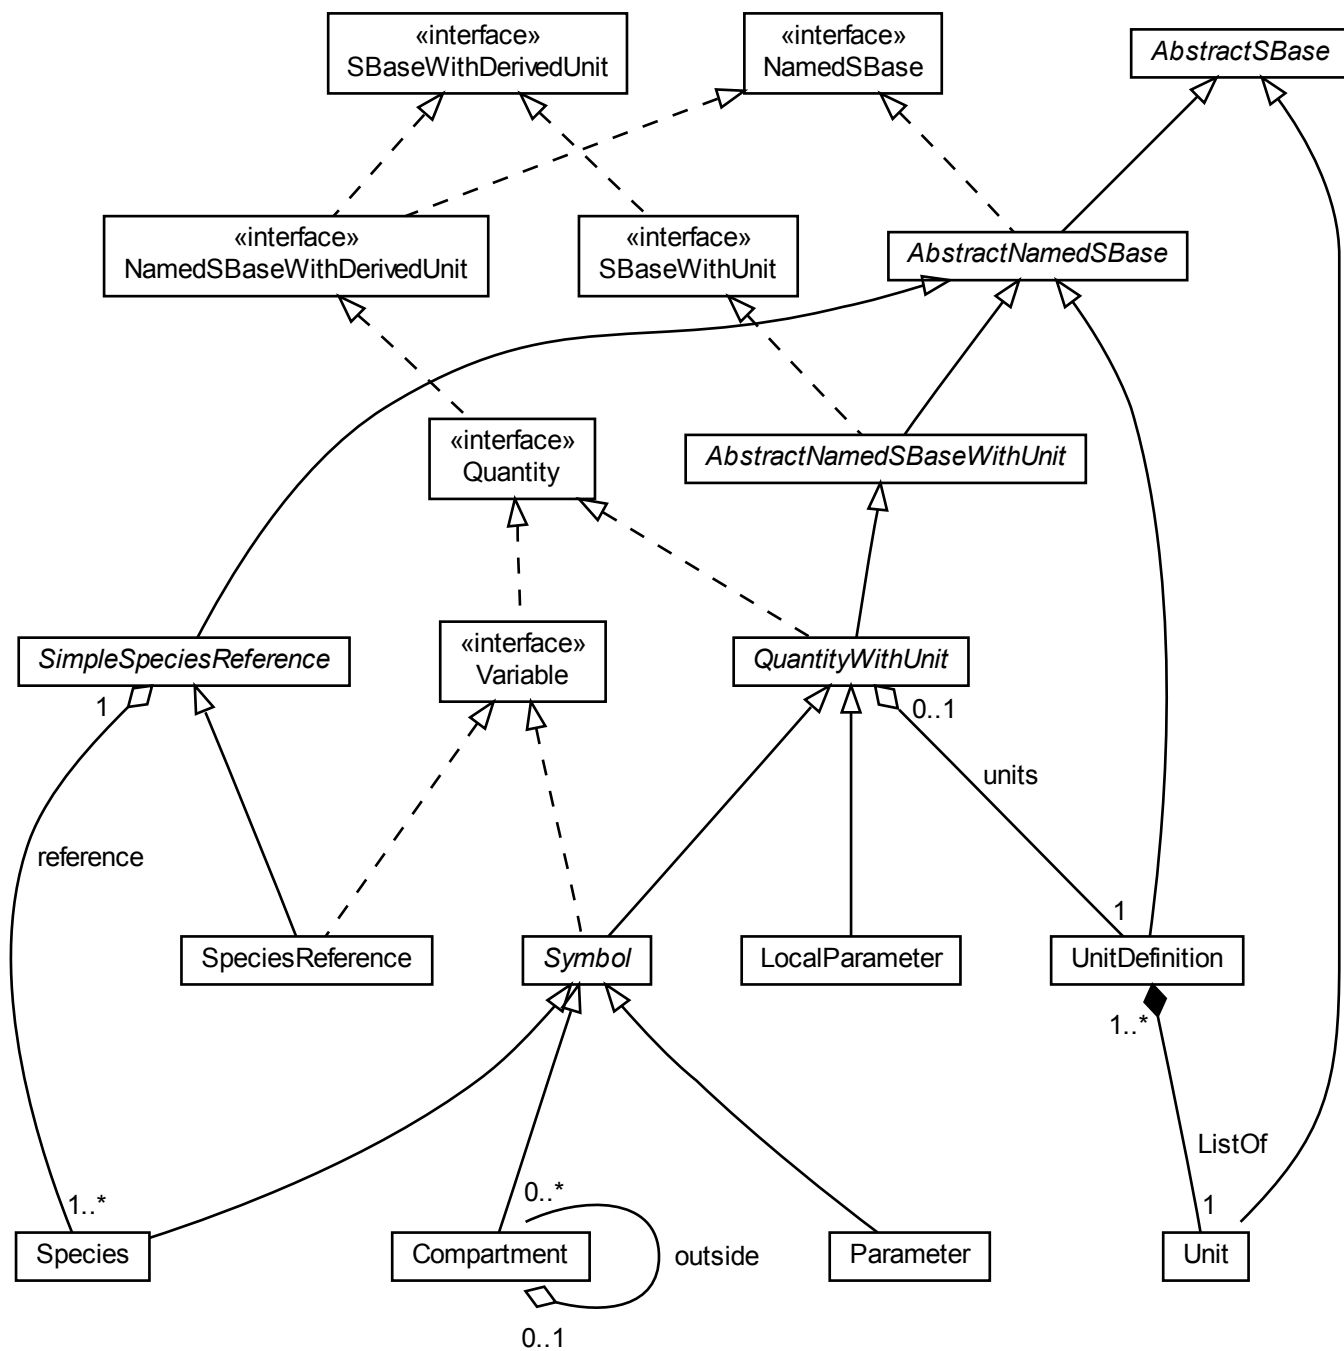 «interface»
SBaseWithDerivedUnit
«interface»
NamedSBase
AbstractSBase
«interface»
NamedSBaseWithDerivedUnit
«interface»
SBaseWithUnit
AbstractNamedSBase
«interface»
Quantity
AbstractNamedSBaseWithUnit
SimpleSpeciesReference
«interface»
Variable
QuantityWithUnit
1
0..1
units
reference
1
SpeciesReference
Symbol
LocalParameter
UnitDefinition
1..*
ListOf
1..*
0..*
1
Species
Compartment
outside
Parameter
Unit
0..1